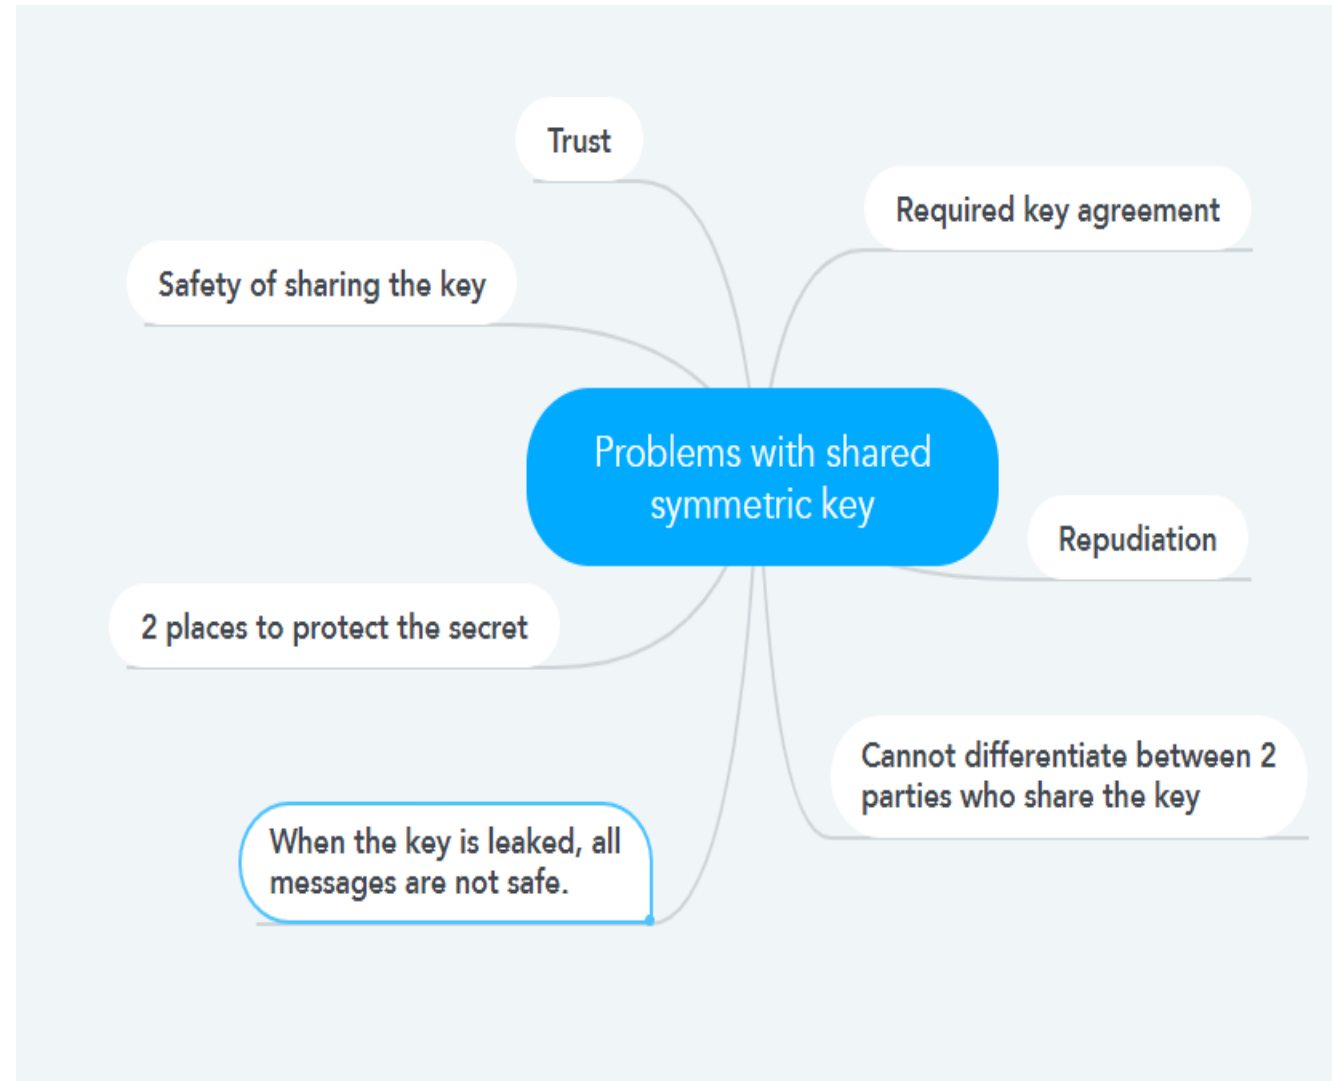 Trust
Required key agreement
Safety of sharing the key
Problems with shared
symmetric key
Repudiation
2 places to protect the secret
Cannot differentiate between 2
parties who share the key
When the key is leaked, all
messages are not safe.